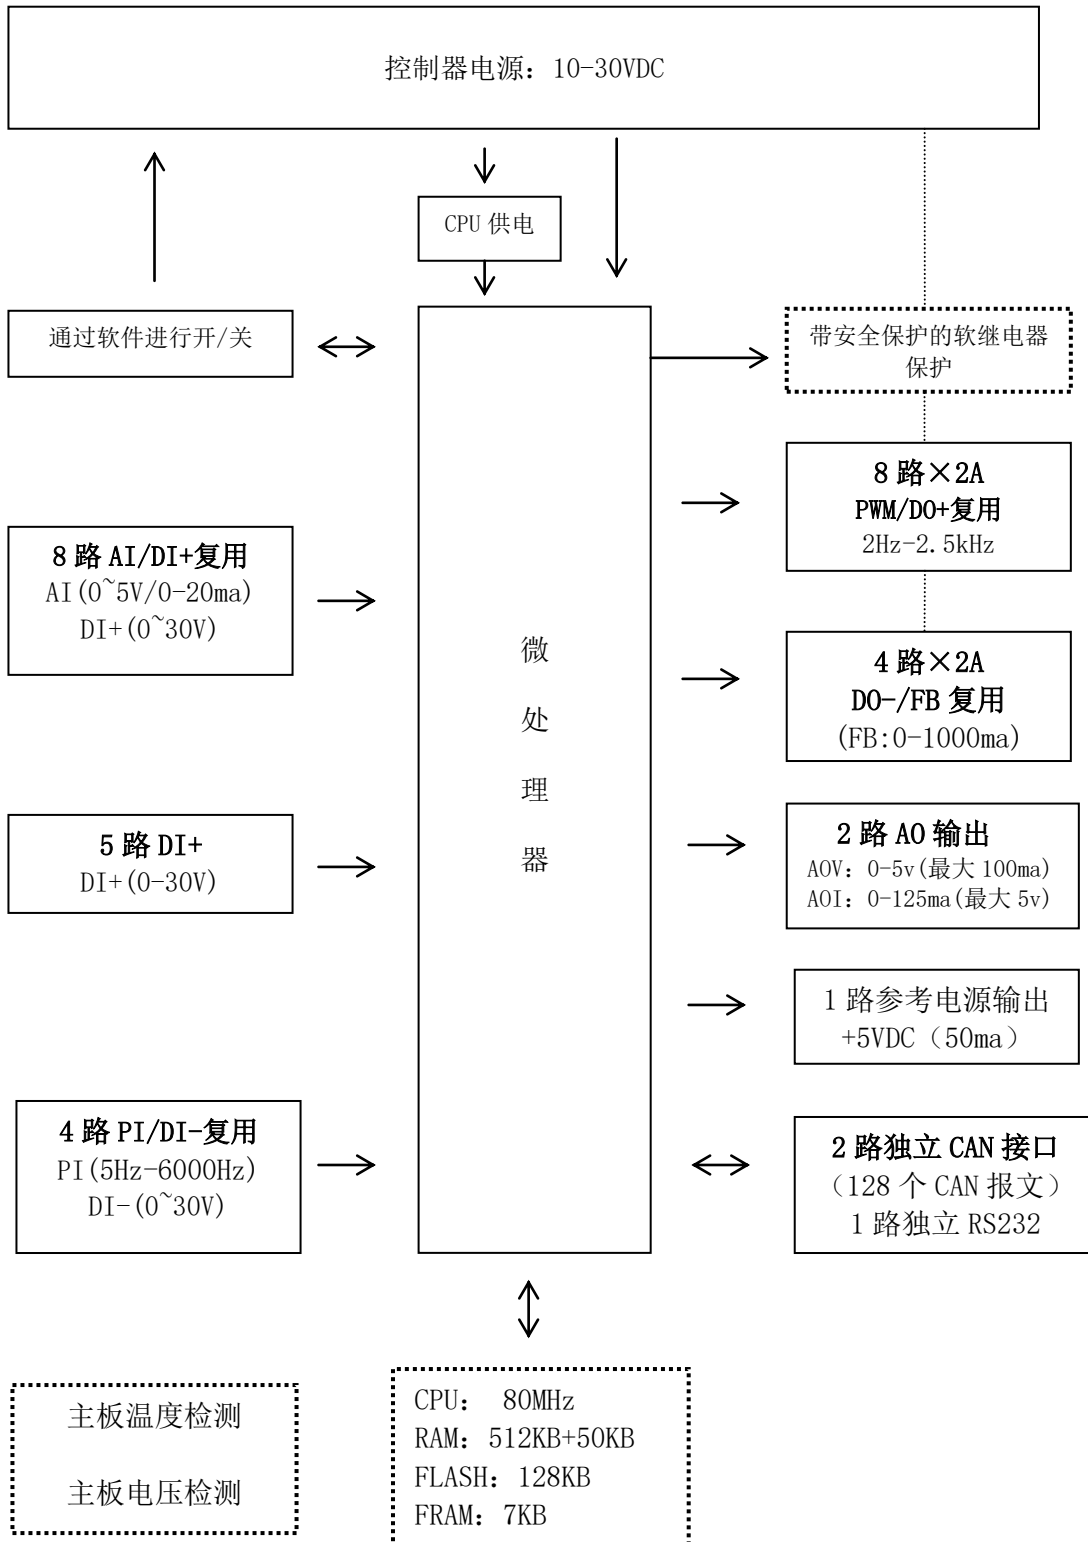 控制器电源：10-30VDC
CPU 供电
通过软件进行开/关
带安全保护的软继电器
保护
8 路×2A
PWM/DO+复用
2Hz-2.5kHz
8 路 AI/DI+复用
AI(0~5V/0-20ma)
DI+(0~30V)
微
处
理
器
4 路×2A
DO-/FB 复用
(FB:0-1000ma)
5 路 DI+
DI+(0-30V)
2 路 AO 输出
AOV：0-5v(最大 100ma)
AOI：0-125ma(最大 5v)
1 路参考电源输出
+5VDC（50ma）
4 路 PI/DI-复用
PI(5Hz-6000Hz)
DI-(0~30V)
2 路独立 CAN 接口
（128 个 CAN 报文）
1 路独立 RS232
主板温度检测
主板电压检测
CPU： 80MHz
RAM：512KB+50KB
FLASH：128KB
FRAM：7KB